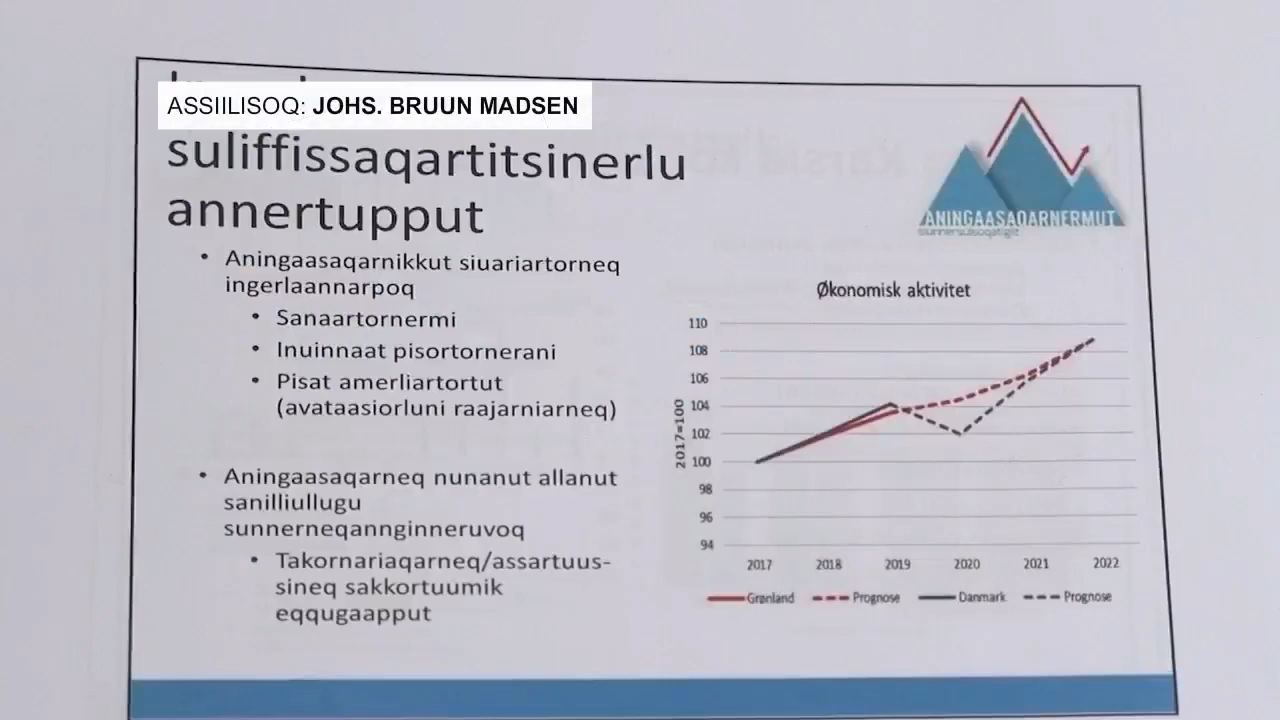 ASSIILISOQ: JOHS. BRUUN MADSEN
suliffissaqartitsinerlu
annertupput
ANINGAASAQARNERMUT
siunnersuisoqatigiit
• Aningaasaqarnikkut siuariartorneq
ingerlaannarpoq
• Sanaartornermi
• Inuinnaat pisortornerani
• Pisat amerliartortut
(avataasiorluni raajarniarneq)
• Aningaasaqarneq nunanut allanut
sanilliullugu
sunnerneqannginneruvoq
• Takornariaqarneq/assartuus-
sineq sakkortuumik
eqqugaapput
Økonomisk aktivitet
2017=100
110
108
106
104
102
100
98
96
94
2017 2018 2019 2020 2021 2022
Grønland Prognose Danmark Prognose